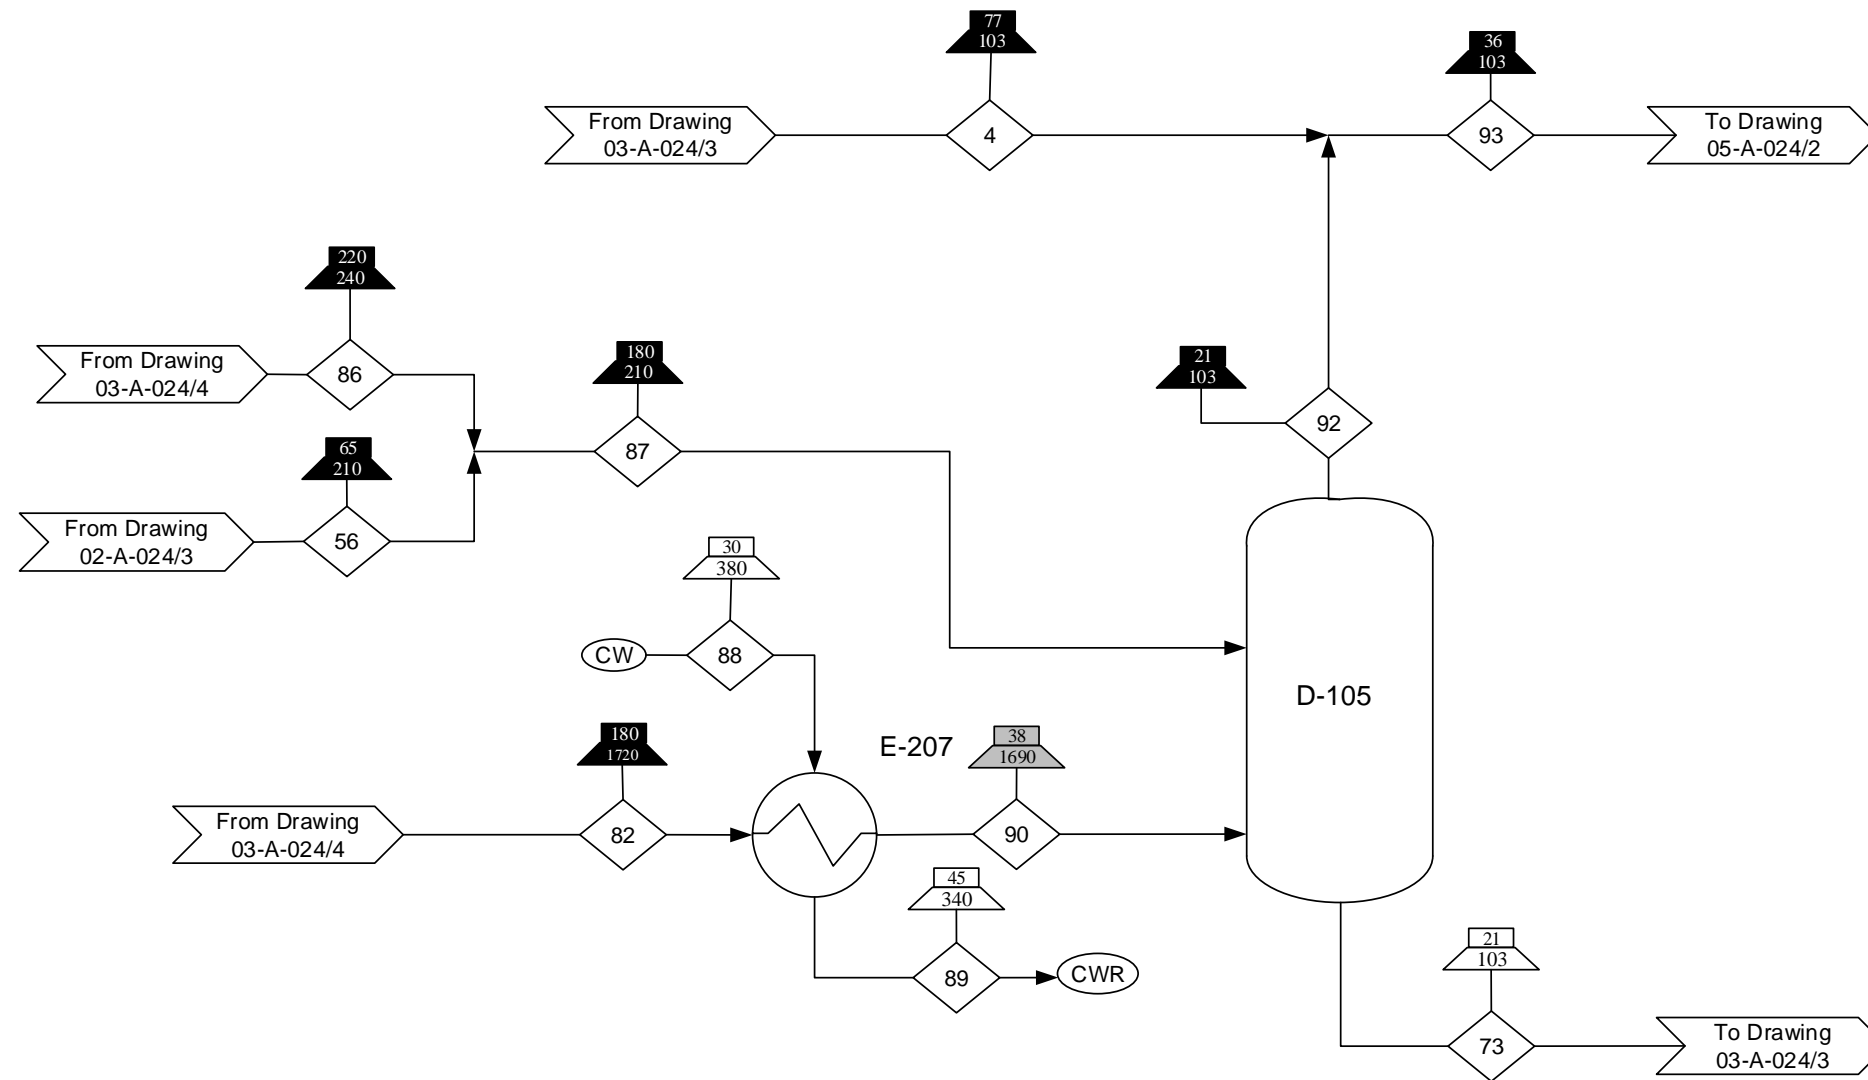 77
103
36
103
From Drawing
03-A-024/3
4
93
To Drawing
05-A-024/2
220
240
From Drawing
03-A-024/4
86
180
210
87
21
103
92
65
210
From Drawing
02-A-024/3
56
30
380
CW
88
D-105
180
1720
E-207
38
1690
From Drawing
03-A-024/4
82
90
45
340
89
CWR
21
103
73
To Drawing
03-A-024/3